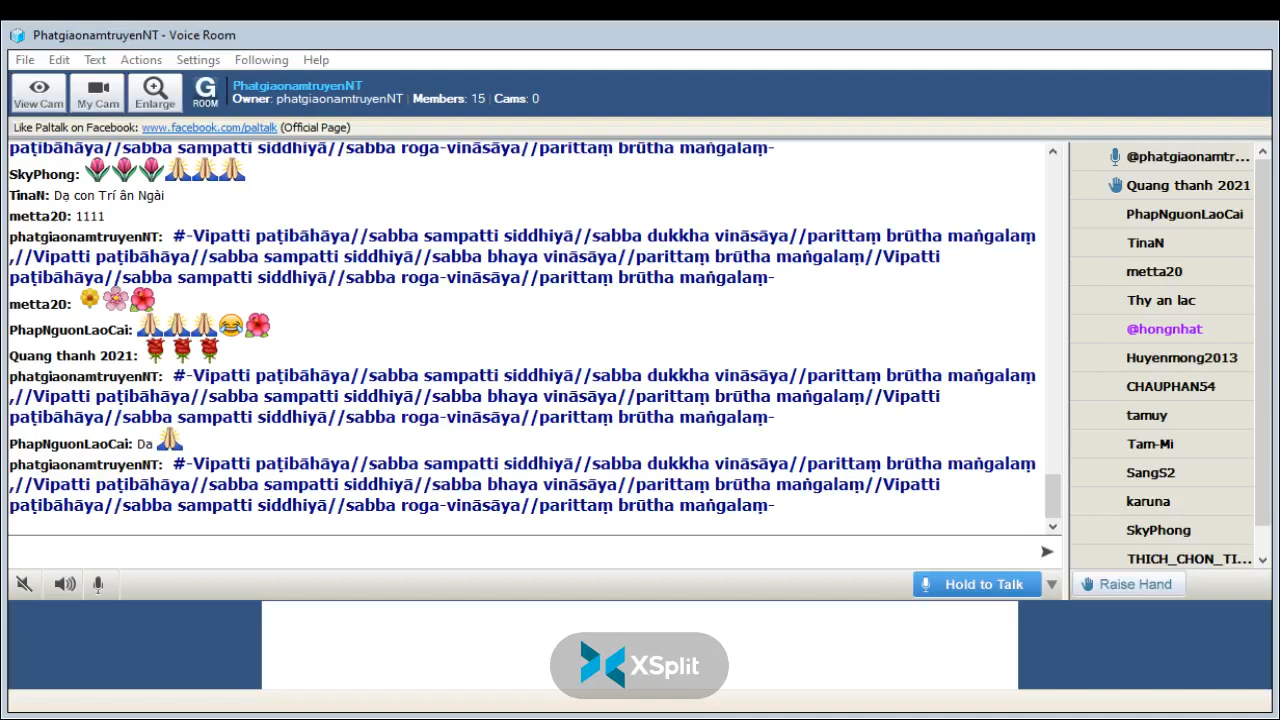 PhatgiaonamtruyenNT - Voice Room
File Edit Text Actions Settings Following Help
View Cam My Cam Enlarge G ROOM
PhatgiaonamtruyenNT
Owner: phatgiaonamtruyenNT | Members: 15 | Cams: 0
Like Paltalk on Facebook: www.facebook.com/paltalk (Official Page)
paṭibāhāya//sabba sampatti siddhiyā//sabba roga-vināsāya//parittaṃ brūtha maṅgalaṃ-
SkyPhong: 🌷🌷🌷🙏🙏🙏
TinaN: Dạ con Trí ân Ngài
metta20: 1111
phatgiaonamtruyenNT: #-Vipatti paṭibāhāya//sabba sampatti siddhiyā//sabba dukkha vināsāya//parittaṃ brūtha maṅgalaṃ
,//Vipatti paṭibāhāya//sabba sampatti siddhiyā//sabba bhaya vināsāya//parittaṃ brūtha maṅgalaṃ//Vipatti
paṭibāhāya//sabba sampatti siddhiyā//sabba roga-vināsāya//parittaṃ brūtha maṅgalaṃ-
metta20: 🌼🌸🌺
PhapNguonLaoCai: 🙏🙏🙏😂🌺
Quang thanh 2021: 🌹🌹🌹
phatgiaonamtruyenNT: #-Vipatti paṭibāhāya//sabba sampatti siddhiyā//sabba dukkha vināsāya//parittaṃ brūtha maṅgalaṃ
,//Vipatti paṭibāhāya//sabba sampatti siddhiyā//sabba bhaya vināsāya//parittaṃ brūtha maṅgalaṃ//Vipatti
paṭibāhāya//sabba sampatti siddhiyā//sabba roga-vināsāya//parittaṃ brūtha maṅgalaṃ-
PhapNguonLaoCai: Da 🙏
phatgiaonamtruyenNT: #-Vipatti paṭibāhāya//sabba sampatti siddhiyā//sabba dukkha vināsāya//parittaṃ brūtha maṅgalaṃ
,//Vipatti paṭibāhāya//sabba sampatti siddhiyā//sabba bhaya vināsāya//parittaṃ brūtha maṅgalaṃ//Vipatti
paṭibāhāya//sabba sampatti siddhiyā//sabba roga-vināsāya//parittaṃ brūtha maṅgalaṃ-
@phatgiaonamtr...
Quang thanh 2021
PhapNguonLaoCai
TinaN
metta20
Thy an lac
@hongnhat
Huyenmong2013
CHAUPHAN54
tamuy
Tam-Mi
SangS2
karuna
SkyPhong
THICH_CHON_TI...
Hold to Talk
Raise Hand
XSplit